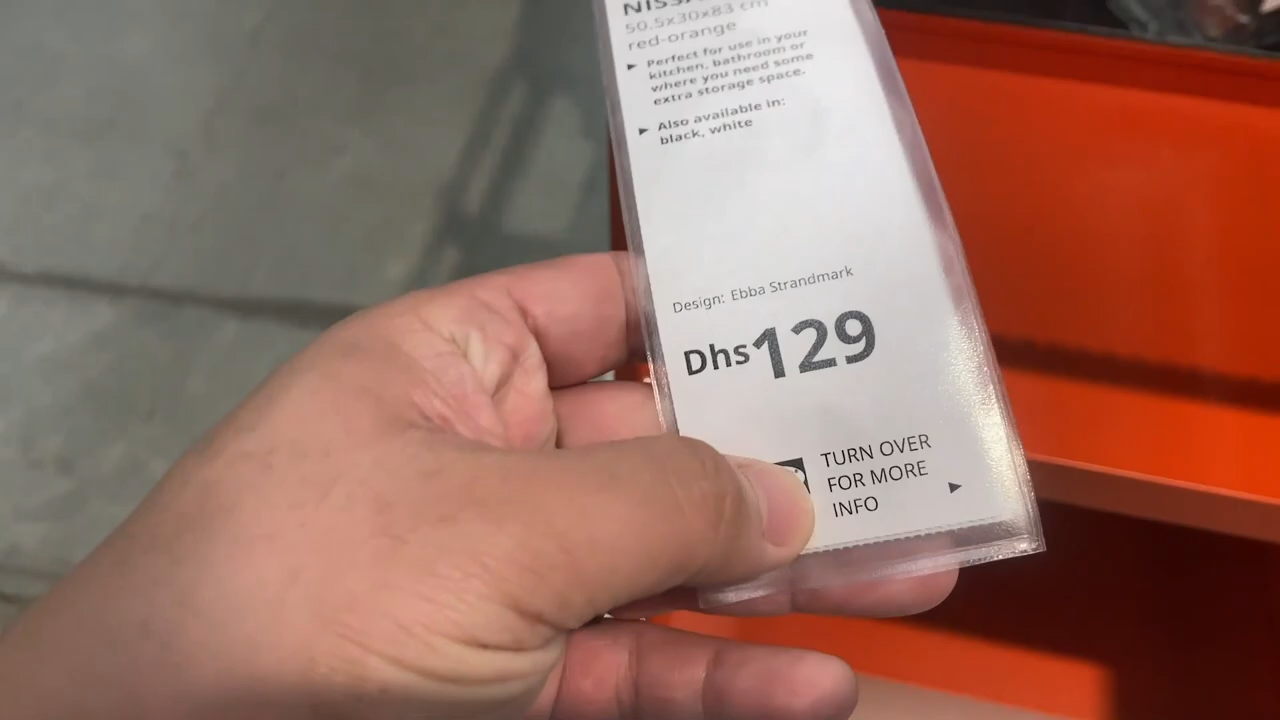 50.5x30x83 cm
red-orange
► Perfect for use in your
kitchen, bathroom or
where you need some
extra storage space.
► Also available in:
black, white
Design: Ebba Strandmark
Dhs129
TURN OVER
FOR MORE
INFO ►